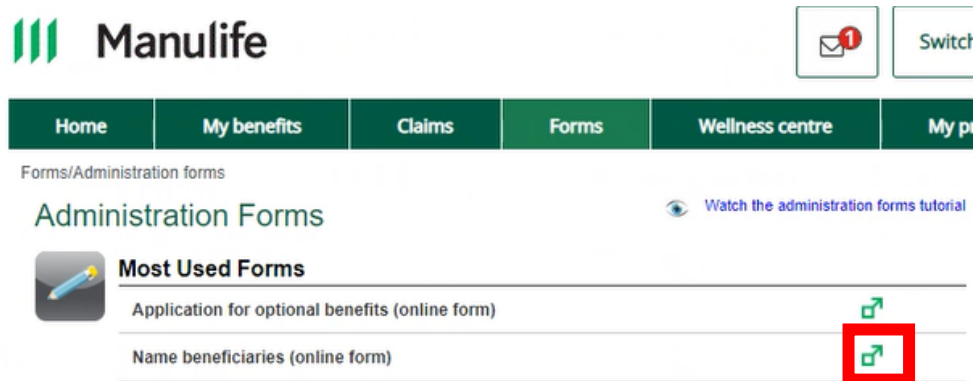 Manulife
1
Switch
Home My benefits Claims Forms Wellness centre My pr
Forms/Administration forms
Administration Forms
Watch the administration forms tutorial
Most Used Forms
Application for optional benefits (online form)
Name beneficiaries (online form)